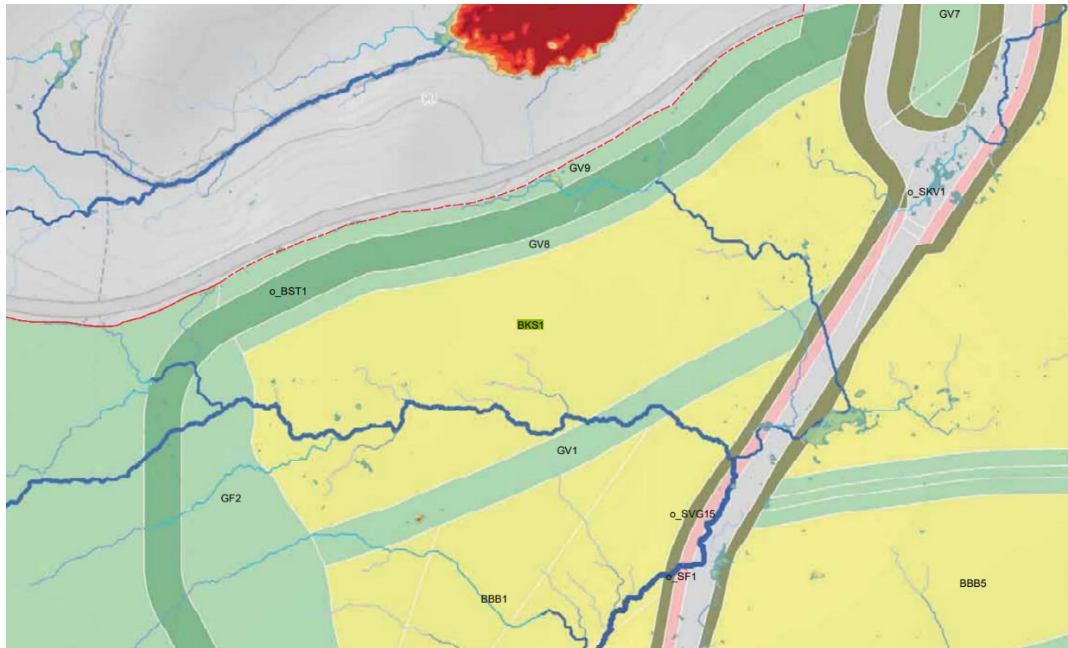 GV7
GV9
o_SKV1
GV8
o_BST1
BKS1
GV1
GF2
o_SVG15
o_SF1
BBB5
BBB1